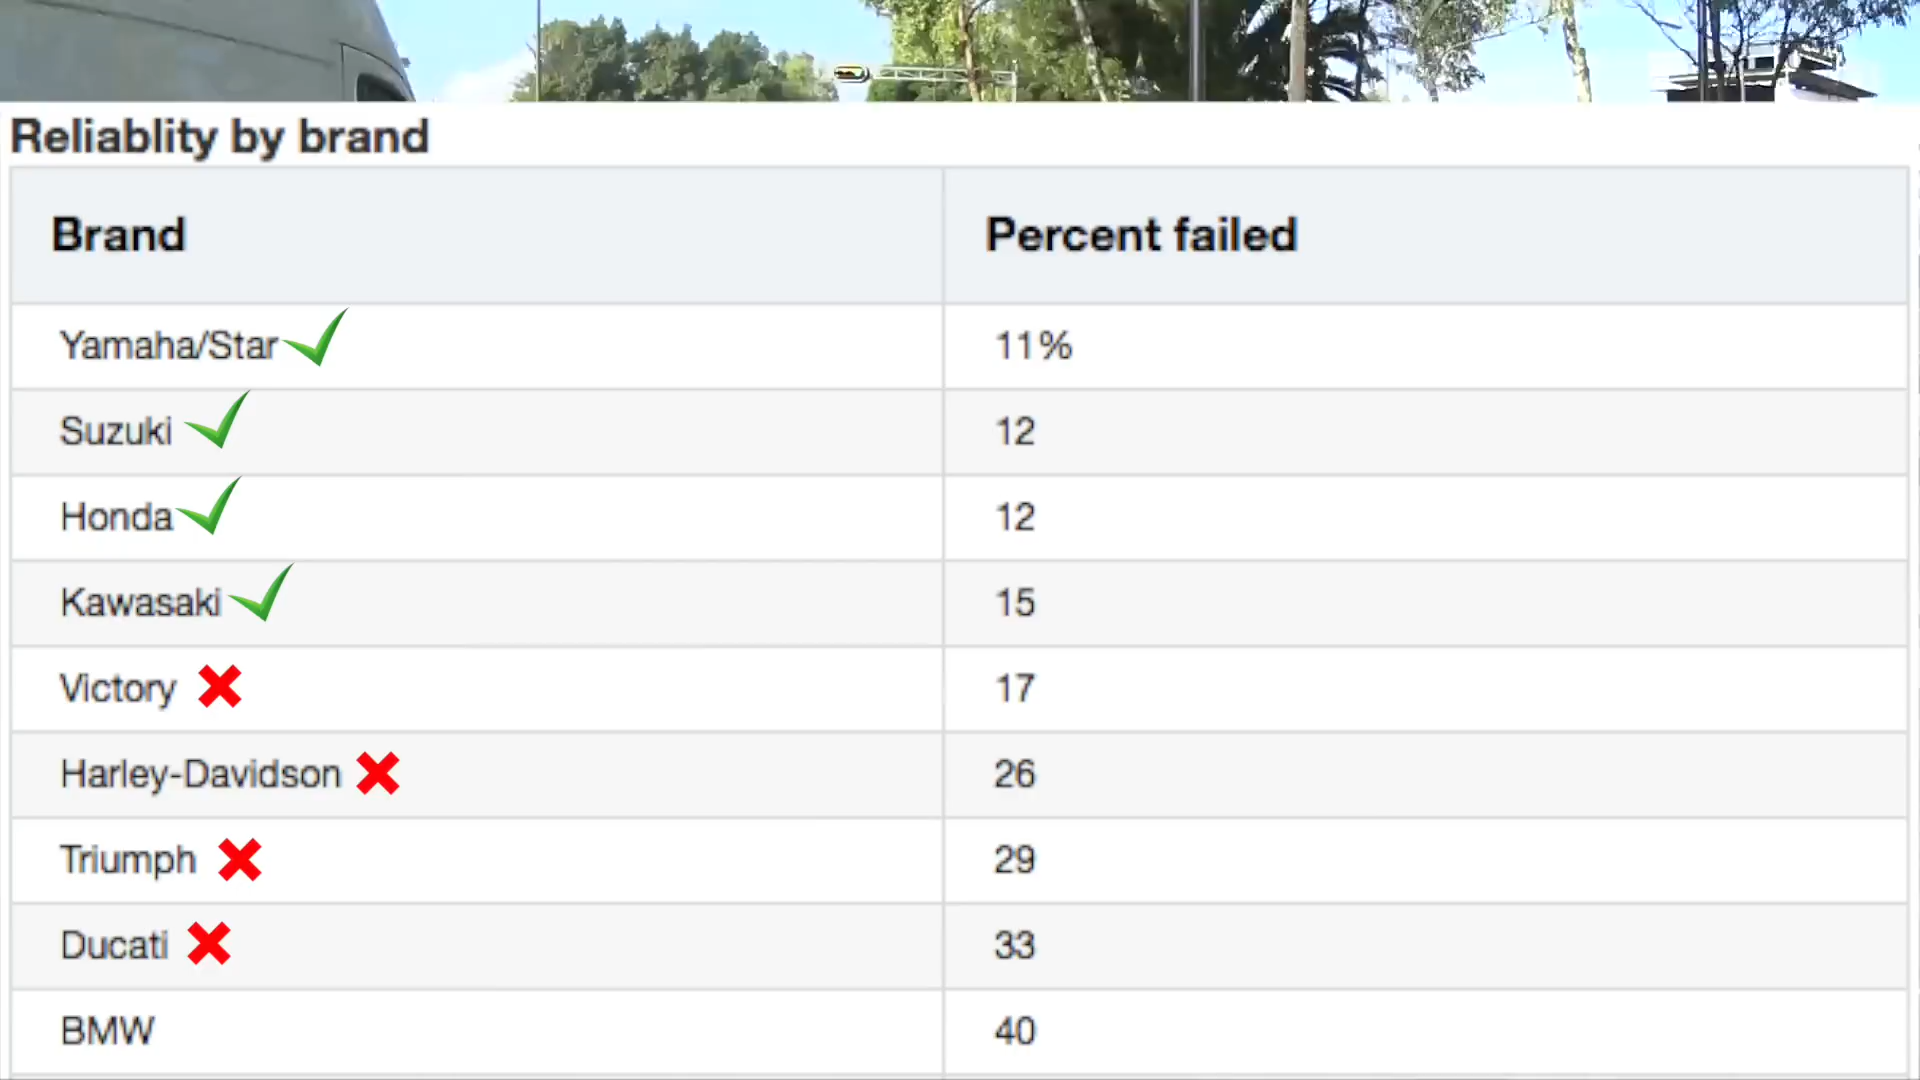 Reliablity by brand
Brand Percent failed
Yamaha/Star 11%
Suzuki 12
Honda 12
Kawasaki 15
Victory 17
Harley-Davidson 26
Triumph 29
Ducati 33
BMW 40